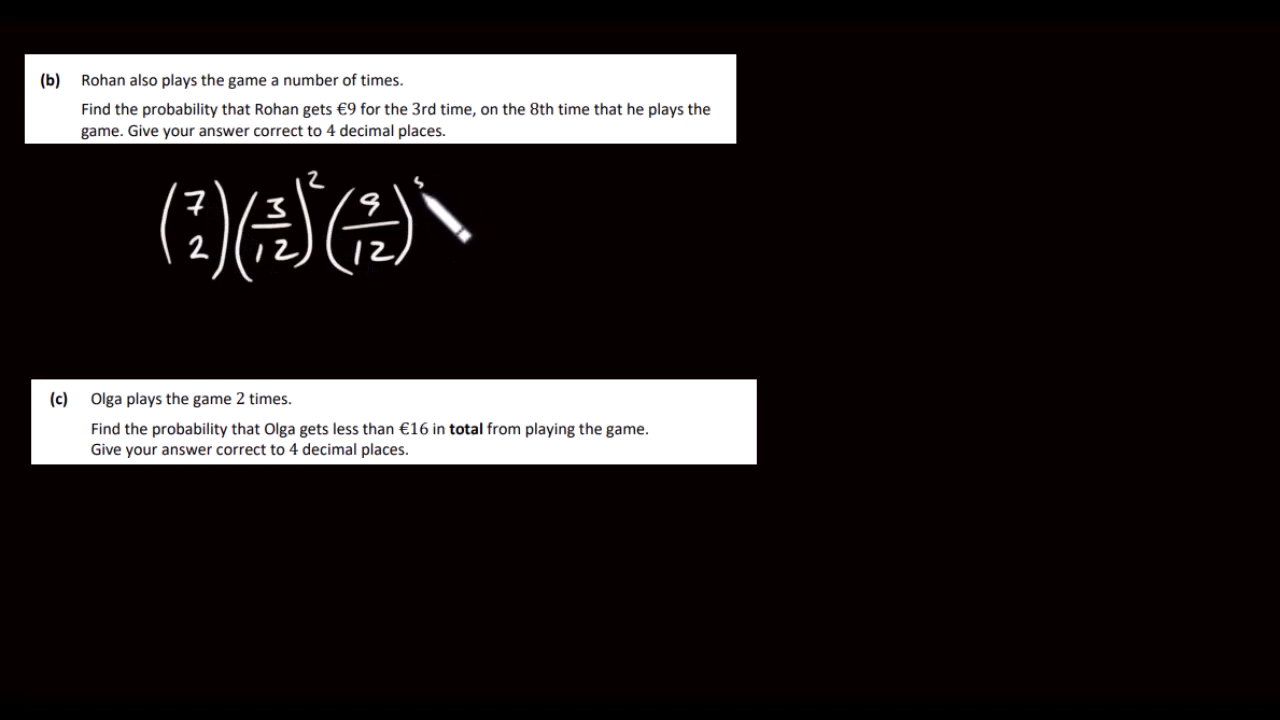 (b) Rohan also plays the game a number of times.
Find the probability that Rohan gets €9 for the 3rd time, on the 8th time that he plays the
game. Give your answer correct to 4 decimal places.
(7 2)(3/12)^2(9/12)^5
(c) Olga plays the game 2 times.
Find the probability that Olga gets less than €16 in total from playing the game.
Give your answer correct to 4 decimal places.